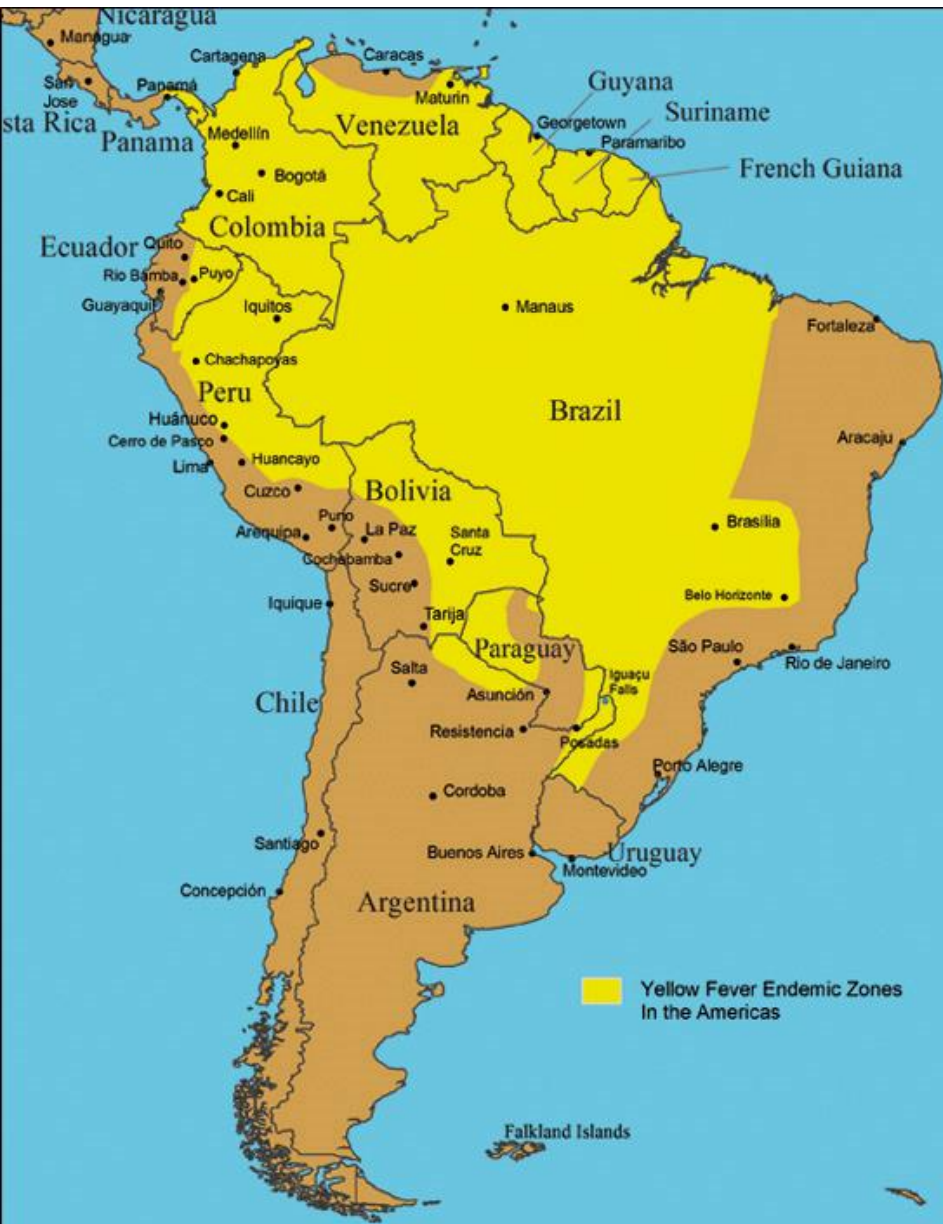 Nicaragua
Managua
Cartagena
Caracas
San
Jose
Panamá
Maturin
Guyana
sta Rica
Panama
Medellín
Venezuela
Georgetown
Suriname
Paramaribo
French Guiana
Bogotá
Cali
Colombia
Ecuador
Quito
Rio Bamba
Puyo
Guayaquil
Iquitos
Manaus
Fortaleza
Chachapoyas
Peru
Brazil
Huánuco
Cerro de Pasco
Aracaju
Lima
Huancayo
Cuzco
Bolivia
Puno
Arequipa
La Paz
Santa
Cruz
Brasília
Cochabamba
Sucre
Belo Horizonte
Iquique
Tarija
Paraguay
São Paulo
Rio de Janeiro
Salta
Iguaçu
Falls
Chile
Asunción
Resistencia
Posadas
Porto Alegre
Cordoba
Santiago
Buenos Aires
Uruguay
Montevideo
Concepción
Argentina
Yellow Fever Endemic Zones
In the Americas
Falkland Islands